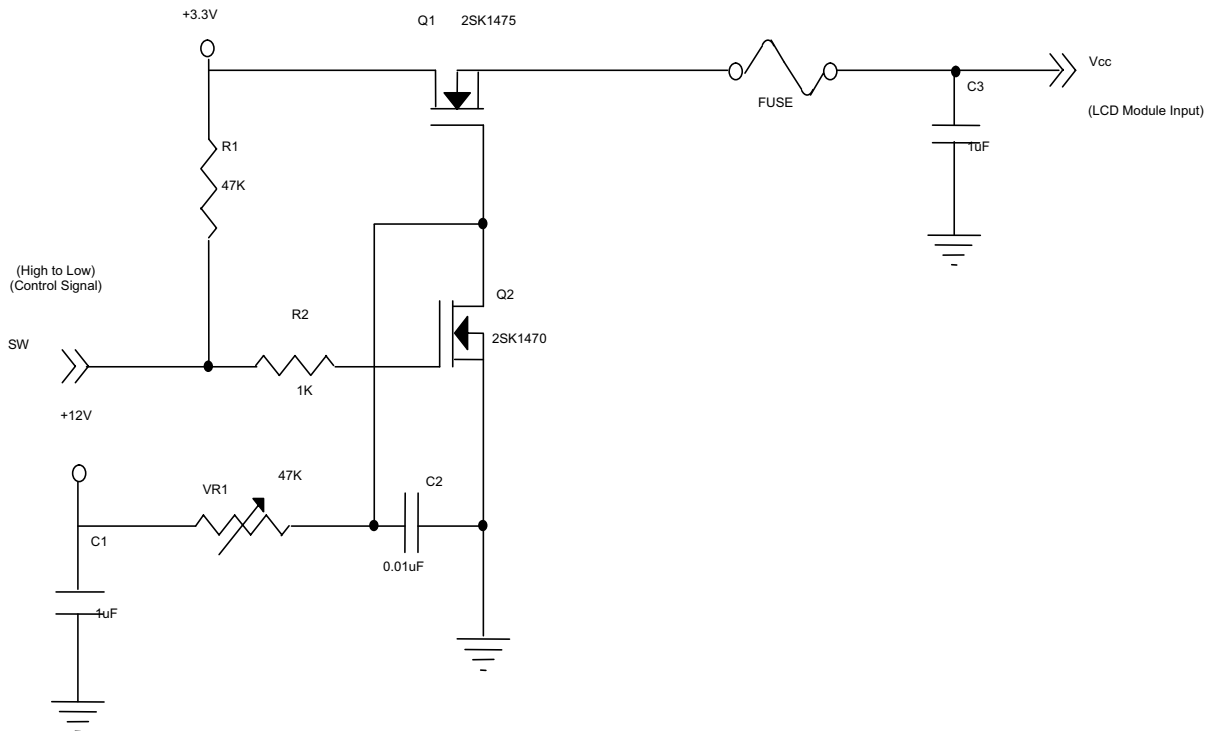 +3.3V
Q1 2SK1475
Vcc
C3
FUSE
(LCD Module Input)
R1
1uF
47K
(High to Low)
(Control Signal)
Q2
R2
2SK1470
SW
1K
+12V
47K
VR1
C2
C1
0.01uF
1uF